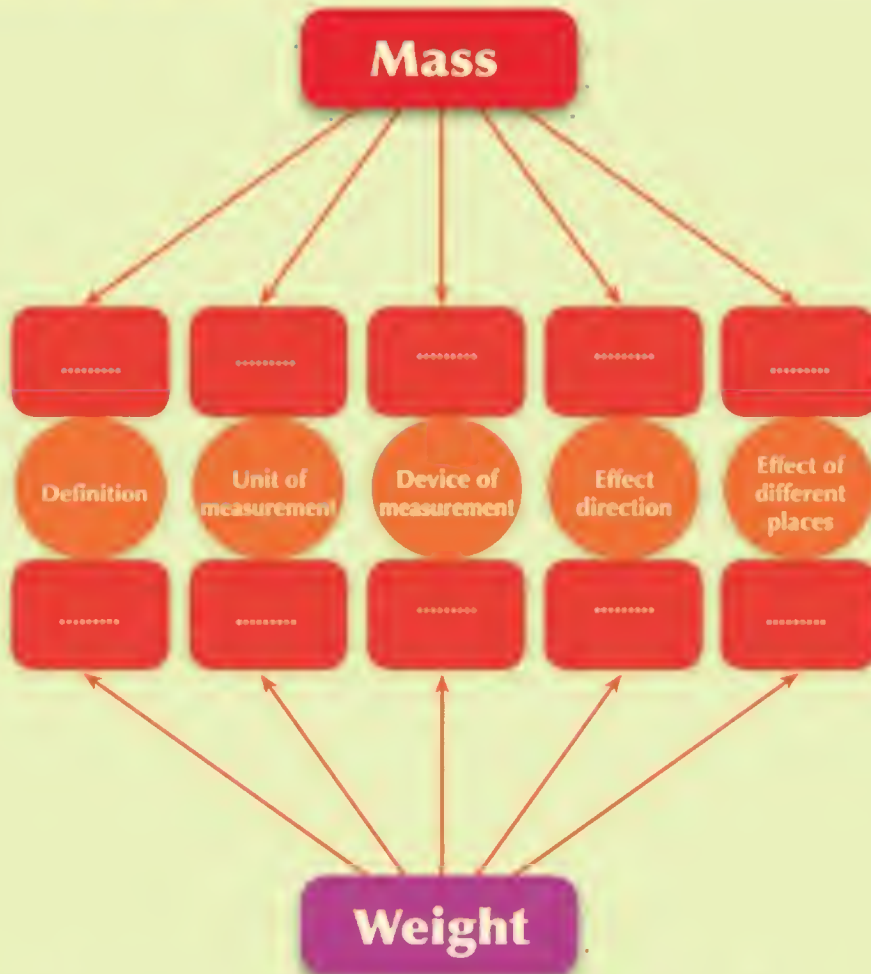 Mass
.........
.........
.........
.........
.........
Definition
Unit of
measurement
Device of
measurement
Effect
direction
Effect of
different
places
.........
.........
.........
.........
.........
Weight